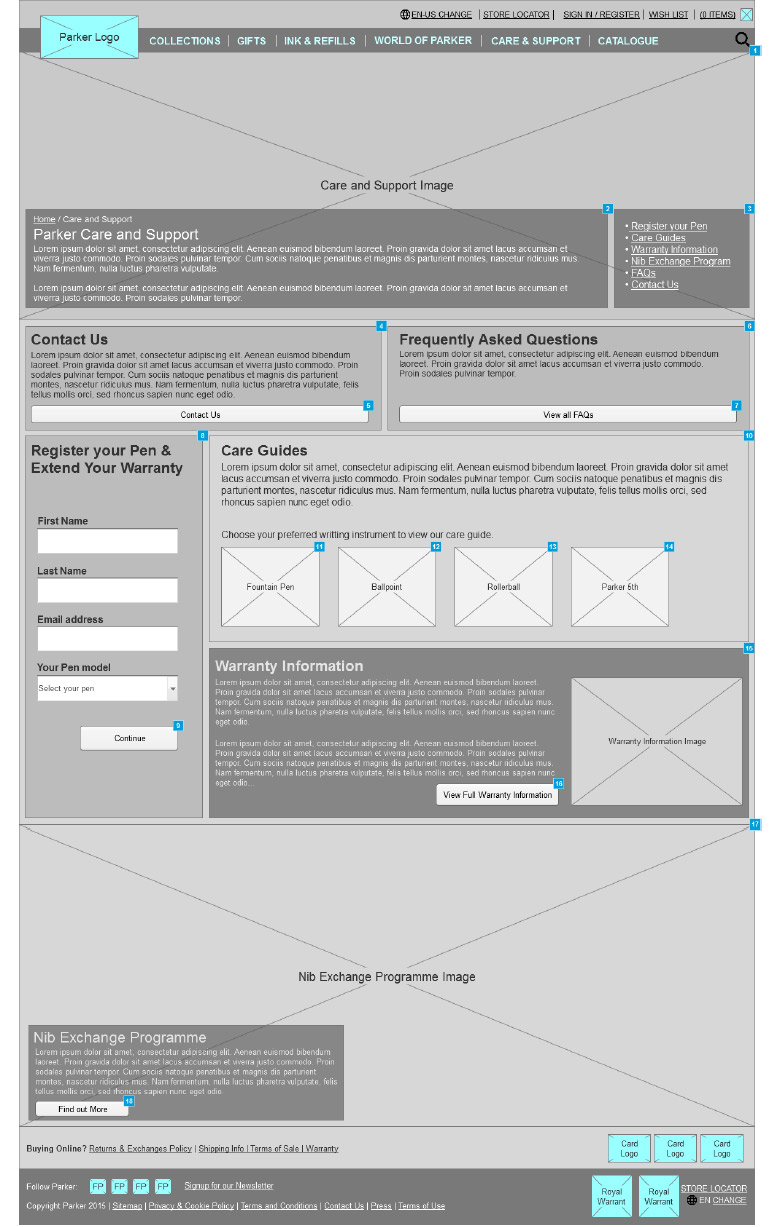 EN-US CHANGE | STORE LOCATOR | SIGN IN / REGISTER | WISH LIST | (0 ITEMS)
Parker Logo
COLLECTIONS | GIFTS | INK & REFILLS | WORLD OF PARKER | CARE & SUPPORT | CATALOGUE
1
Care and Support Image
2
Home / Care and Support
Parker Care and Support
Lorem ipsum dolor sit amet, consectetur adipiscing elit. Aenean euismod bibendum laoreet. Proin gravida dolor sit amet lacus accumsan et
viverra justo commodo. Proin sodales pulvinar tempor. Cum sociis natoque penatibus et magnis dis parturient montes, nascetur ridiculus mus.
Nam fermentum, nulla luctus pharetra vulputate.
Lorem ipsum dolor sit amet, consectetur adipiscing elit. Aenean euismod bibendum laoreet. Proin gravida dolor sit amet lacus accumsan et
viverra justo commodo. Proin sodales pulvinar tempor.
3
• Register your Pen
• Care Guides
• Warranty Information
• Nib Exchange Program
• FAQs
• Contact Us
4
Contact Us
Lorem ipsum dolor sit amet, consectetur adipiscing elit. Aenean euismod bibendum
laoreet. Proin gravida dolor sit amet lacus accumsan et viverra justo commodo. Proin
sodales pulvinar tempor. Cum sociis natoque penatibus et magnis dis parturient
montes, nascetur ridiculus mus. Nam fermentum, nulla luctus pharetra vulputate, felis
tellus mollis orci, sed rhoncus sapien nunc eget odio.
5
Contact Us
6
Frequently Asked Questions
Lorem ipsum dolor sit amet, consectetur adipiscing elit. Aenean euismod bibendum
laoreet. Proin gravida dolor sit amet lacus accumsan et viverra justo commodo.
Proin sodales pulvinar tempor.
7
View all FAQs
8
Register your Pen &
Extend Your Warranty
First Name
Last Name
Email address
Your Pen model
Select your pen
9
Continue
10
Care Guides
Lorem ipsum dolor sit amet, consectetur adipiscing elit. Aenean euismod bibendum laoreet. Proin gravida dolor sit amet
lacus accumsan et viverra justo commodo. Proin sodales pulvinar tempor. Cum sociis natoque penatibus et magnis dis
parturient montes, nascetur ridiculus mus. Nam fermentum, nulla luctus pharetra vulputate, felis tellus mollis orci, sed
rhoncus sapien nunc eget odio.
Choose your preferred writting instrument to view our care guide.
11
Fountain Pen
12
Ballpoint
13
Rollerball
14
Parker 5th
15
Warranty Information
Lorem ipsum dolor sit amet, consectetur adipiscing elit. Aenean euismod bibendum laoreet.
Proin gravida dolor sit amet lacus accumsan et viverra justo commodo. Proin sodales pulvinar
tempor. Cum sociis natoque penatibus et magnis dis parturient montes, nascetur ridiculus mus.
Nam fermentum, nulla luctus pharetra vulputate, felis tellus mollis orci, sed rhoncus sapien nunc
eget odio.
Lorem ipsum dolor sit amet, consectetur adipiscing elit. Aenean euismod bibendum laoreet.
Proin gravida dolor sit amet lacus accumsan et viverra justo commodo. Proin sodales pulvinar
tempor. Cum sociis natoque penatibus et magnis dis parturient montes, nascetur ridiculus mus.
Nam fermentum, nulla luctus pharetra vulputate, felis tellus mollis orci, sed rhoncus sapien nunc
eget odio...
16
View Full Warranty Information
Warranty Information Image
17
Nib Exchange Programme Image
Nib Exchange Programme
Lorem ipsum dolor sit amet, consectetur adipiscing elit. Aenean euismod bibendum
laoreet. Proin gravida dolor sit amet lacus accumsan et viverra justo commodo. Proin
sodales pulvinar tempor. Cum sociis natoque penatibus et magnis dis parturient
montes, nascetur ridiculus mus. Nam fermentum, nulla luctus pharetra vulputate, felis
tellus mollis orci, sed rhoncus sapien nunc eget odio.
18
Find out More
Buying Online? Returns & Exchanges Policy | Shipping Info | Terms of Sale | Warranty
Card
Logo
Card
Logo
Card
Logo
Follow Parker: FP FP FP FP Signup for our Newsletter
Royal
Warrant
Royal
Warrant
STORE LOCATOR
EN CHANGE
Copyright Parker 2015 | Sitemap | Privacy & Cookie Policy | Terms and Conditions | Contact Us | Press | Terms of Use